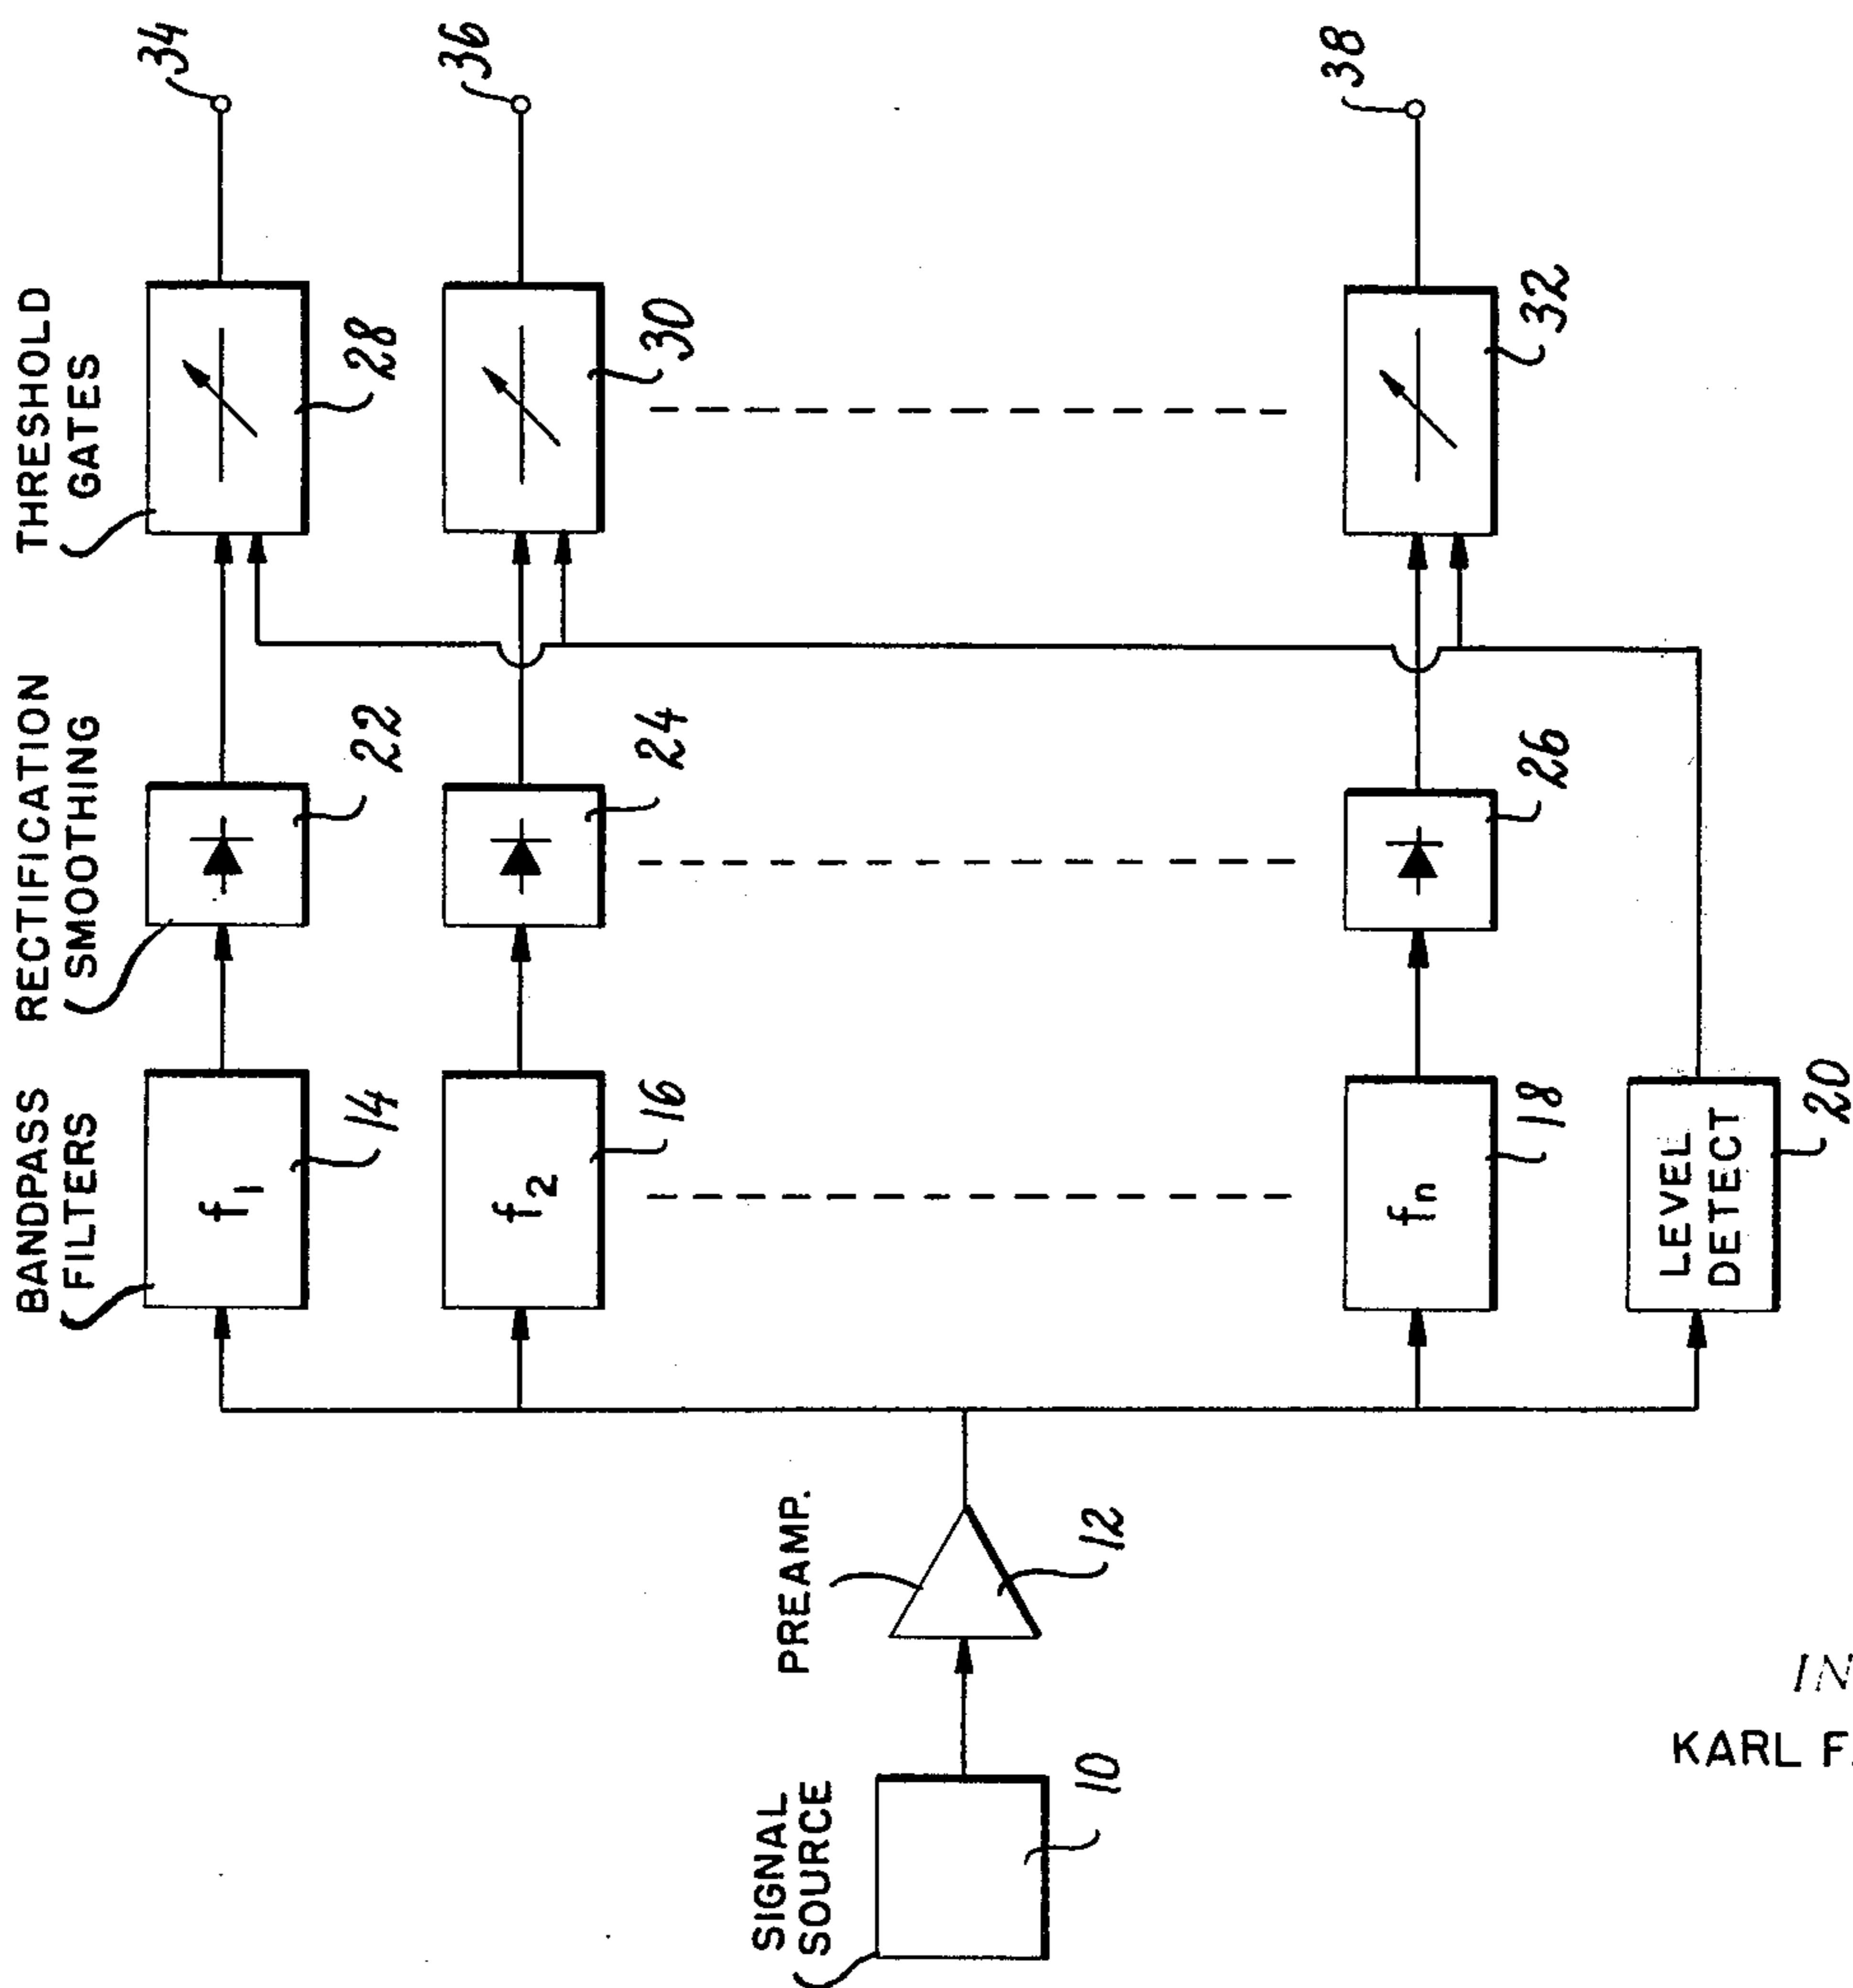 BANDPASS
FILTERS
RECTIFICATION
SMOOTHING
THRESHOLD
GATES
f1
14
22
28
34
f2
16
24
30
36
SIGNAL
SOURCE
10
PREAMP.
12
fn
18
26
32
38
LEVEL
DETECT
20
IN
KARL F.